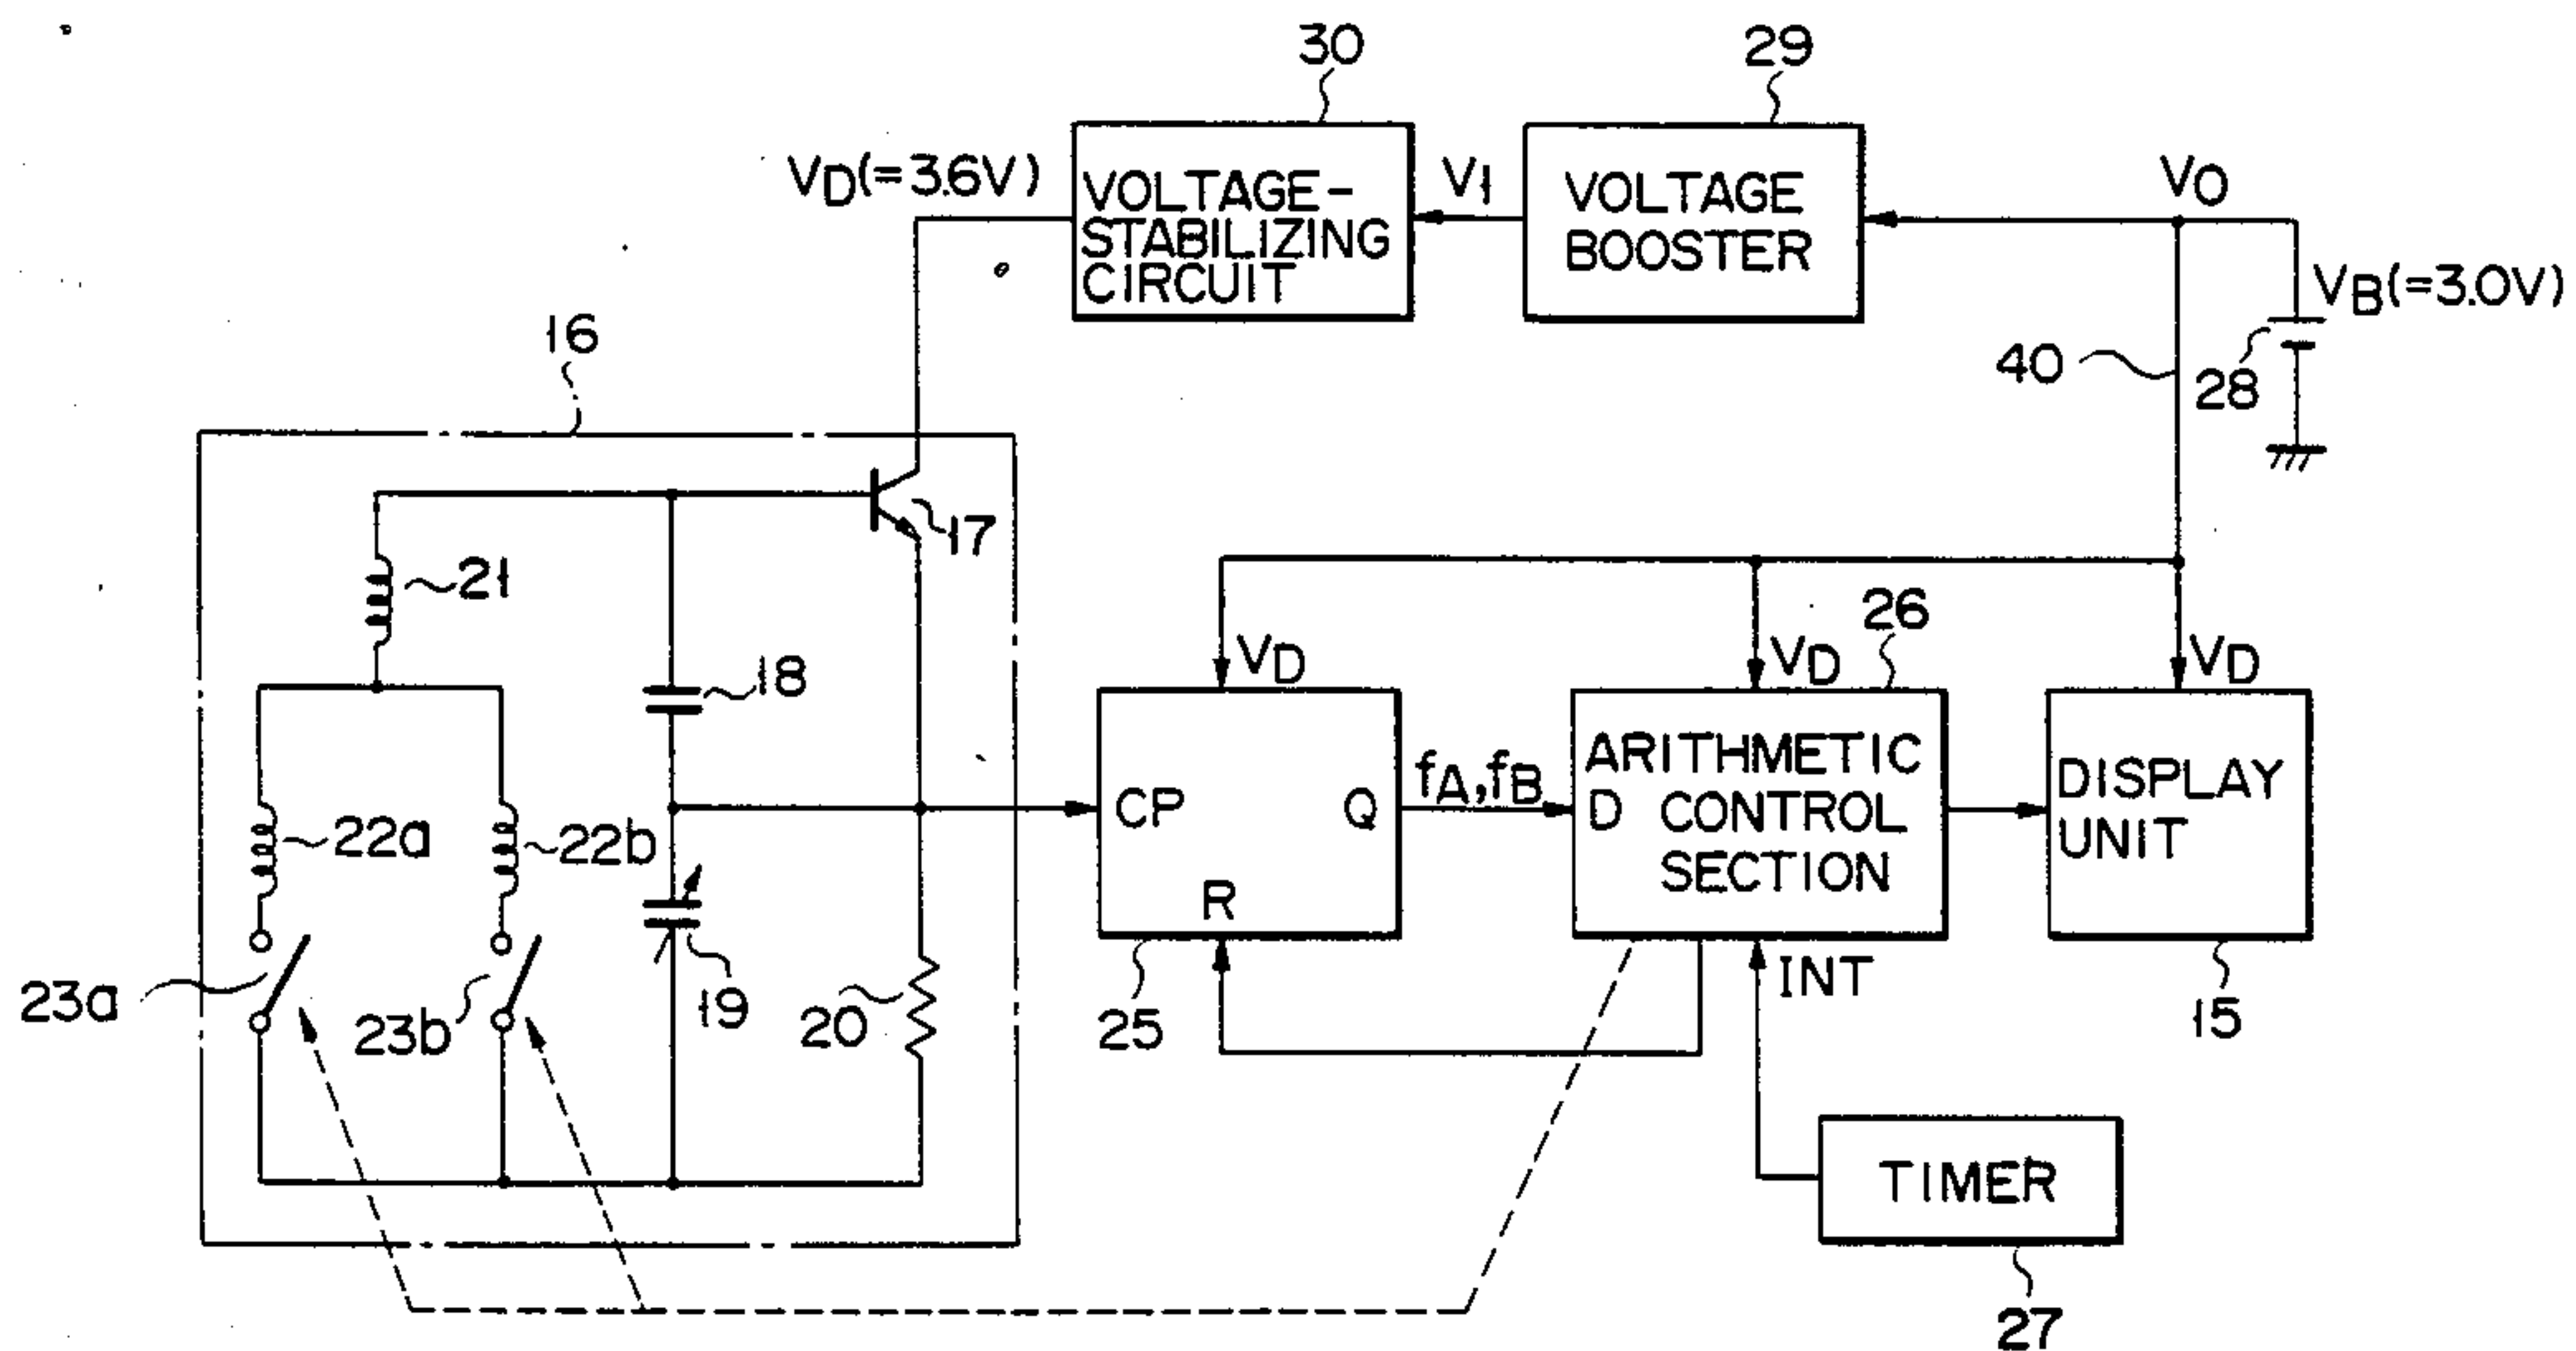 30
29
VD(=3.6V)
VOLTAGE-
STABILIZING
CIRCUIT
V1
VOLTAGE
BOOSTER
VO
VB(=3.0V)
28
40
16
17
21
18
22a
22b
23a
23b
19
20
VD
VD
26
VD
CP
Q
R
25
fA,fB
ARITHMETIC
D CONTROL
SECTION
DISPLAY
UNIT
15
INT
TIMER
27